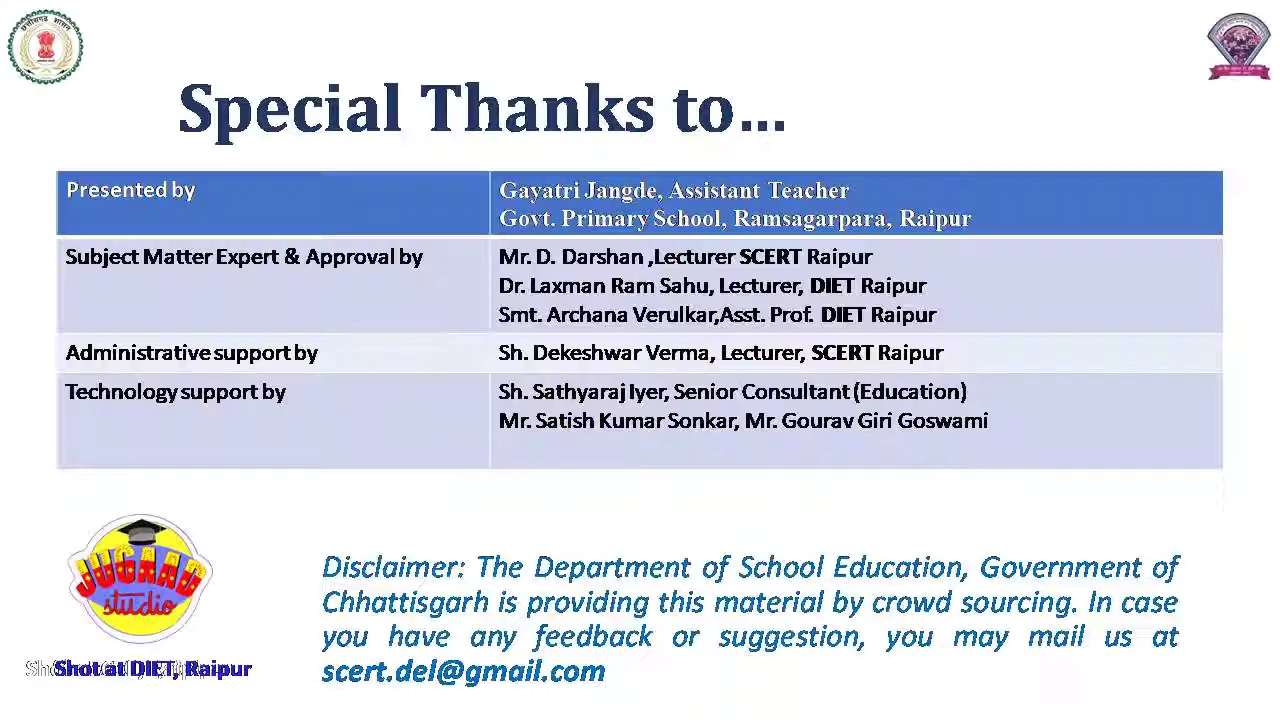 छत्तीसगढ़ शासन
Special Thanks to...
Presented by
Gayatri Jangde, Assistant Teacher
Govt. Primary School, Ramsagarpara, Raipur
Subject Matter Expert & Approval by
Mr. D. Darshan ,Lecturer SCERT Raipur
Dr. Laxman Ram Sahu, Lecturer, DIET Raipur
Smt. Archana Verulkar,Asst. Prof. DIET Raipur
Administrative support by
Sh. Dekeshwar Verma, Lecturer, SCERT Raipur
Technology support by
Sh. Sathyaraj Iyer, Senior Consultant (Education)
Mr. Satish Kumar Sonkar, Mr. Gourav Giri Goswami
JUGAAD
studio
Shot at DIET, Raipur
Disclaimer: The Department of School Education, Government of
Chhattisgarh is providing this material by crowd sourcing. In case
you have any feedback or suggestion, you may mail us at
scert.del@gmail.com